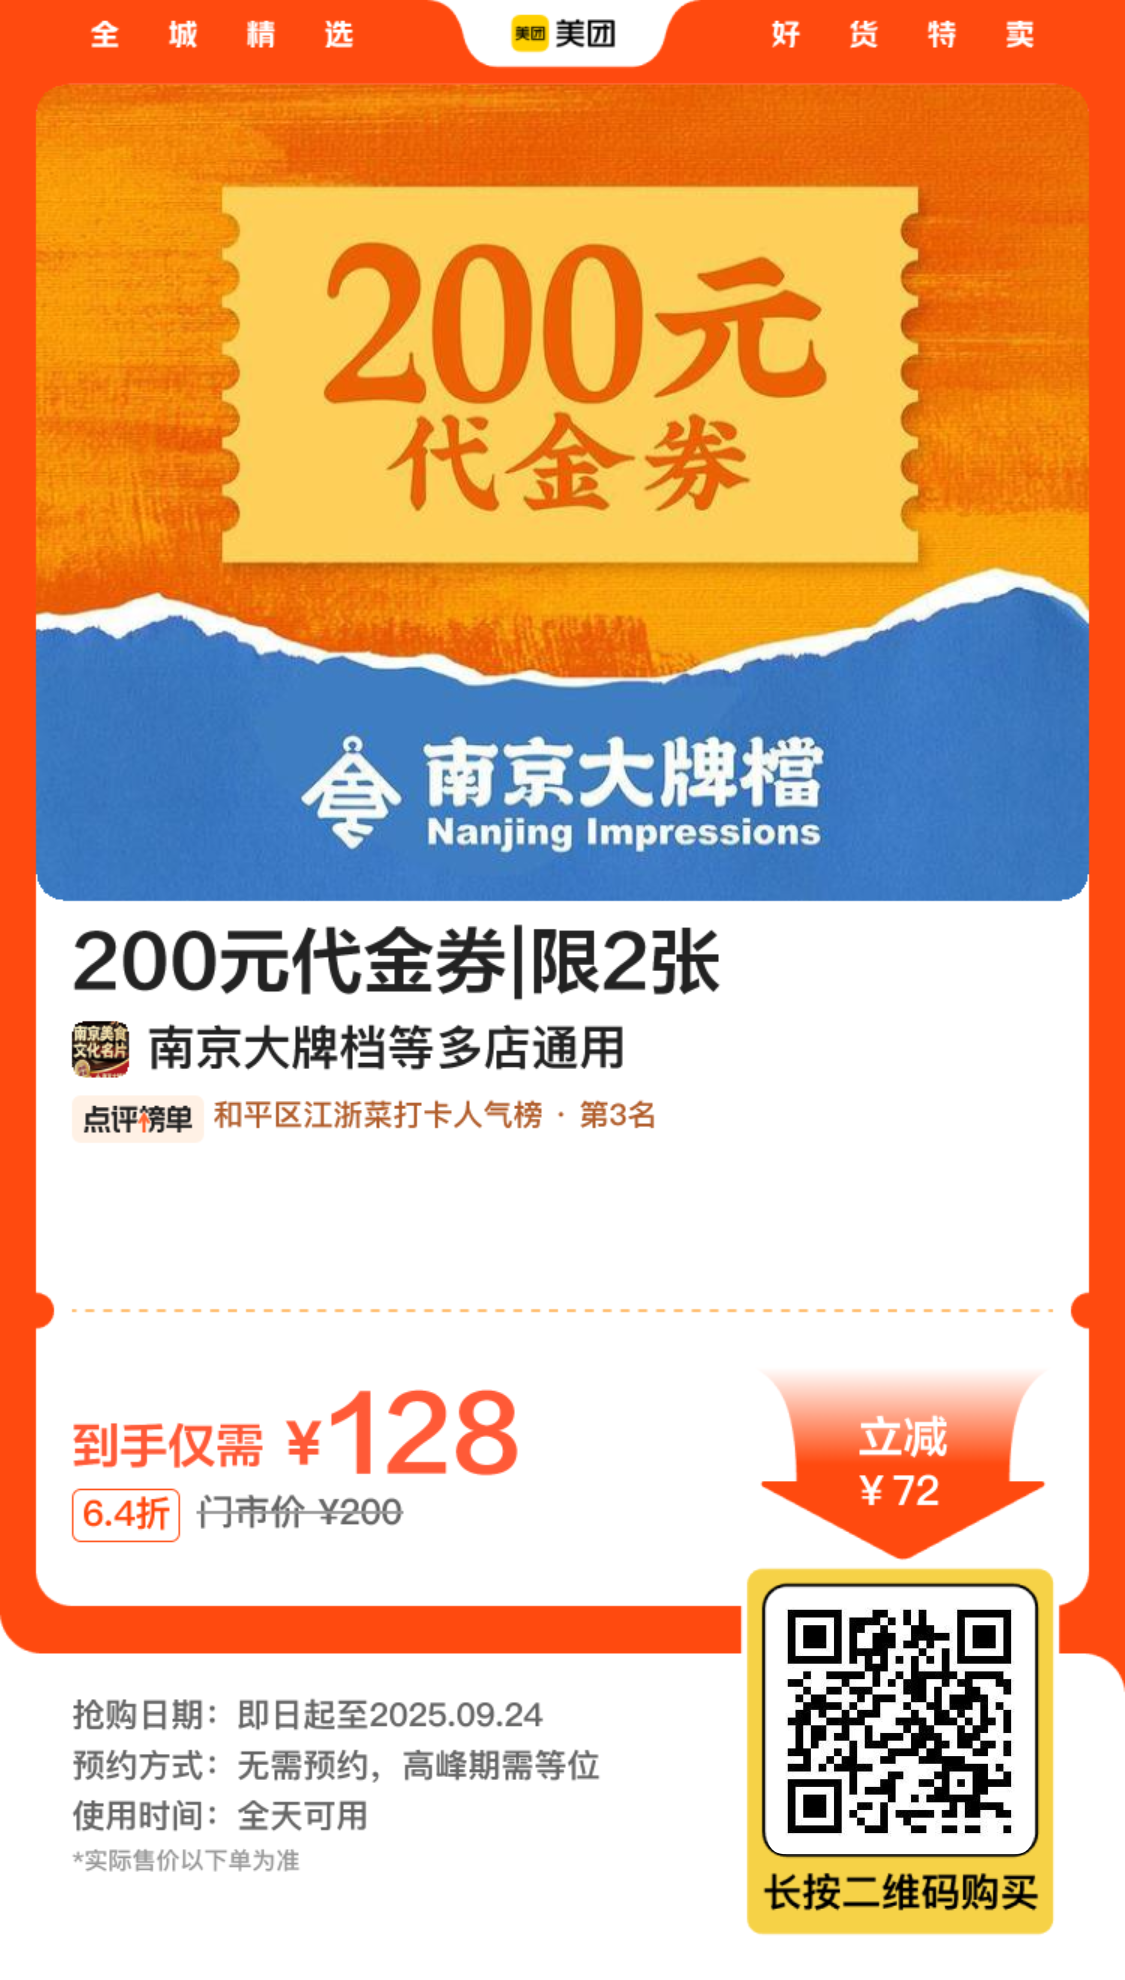 全城精选 美团 美团 好货特卖
200元
代金券
南京大牌檔
Nanjing Impressions
200元代金券|限2张
南京美食
文化名片
南京大牌档等多店通用
点评榜单 和平区江浙菜打卡人气榜 · 第3名
到手仅需 ¥128
立减
¥72
6.4折 门市价 ¥200
抢购日期：即日起至2025.09.24
预约方式：无需预约，高峰期需等位
使用时间：全天可用
*实际售价以下单为准
长按二维码购买